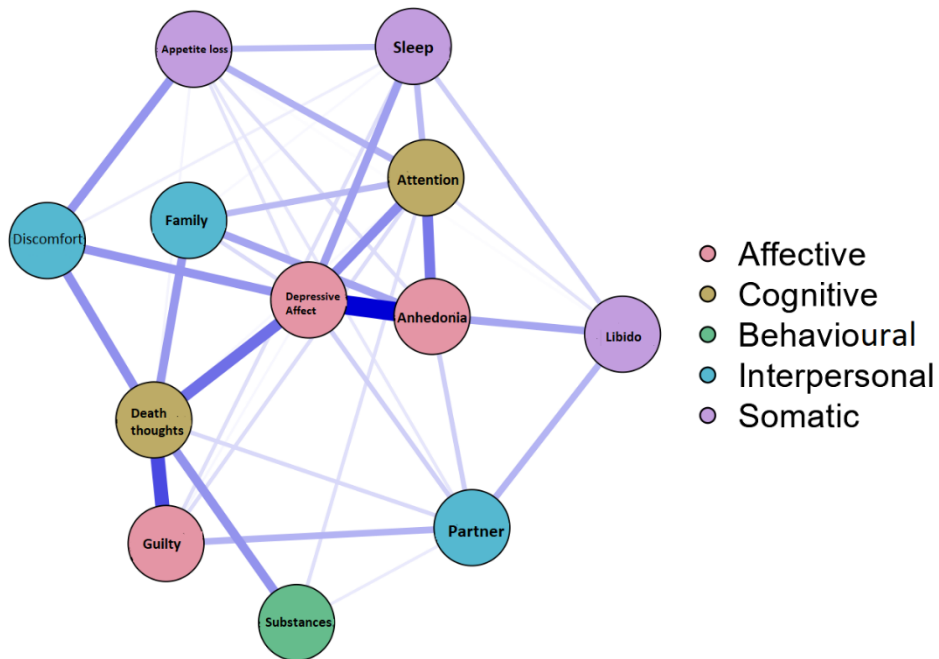 Appetite loss
Sleep
Attention
Family
Discomfort
Depressive
Affect
Anhedonia
Libido
Death
thoughts
Guilty
Partner
Substances
Affective
Cognitive
Behavioural
Interpersonal
Somatic